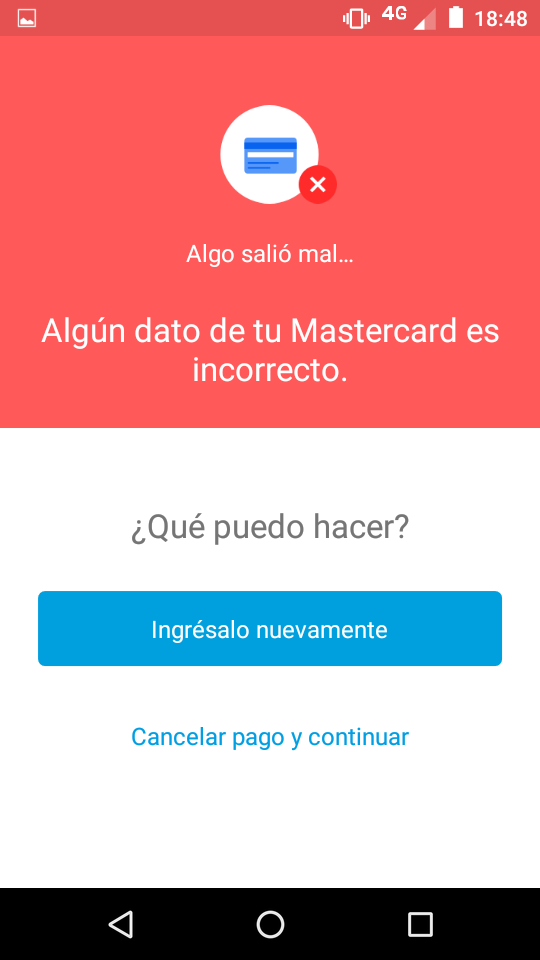 4G 18:48
Algo salió mal...
Algún dato de tu Mastercard es
incorrecto.
¿Qué puedo hacer?
Ingrésalo nuevamente
Cancelar pago y continuar